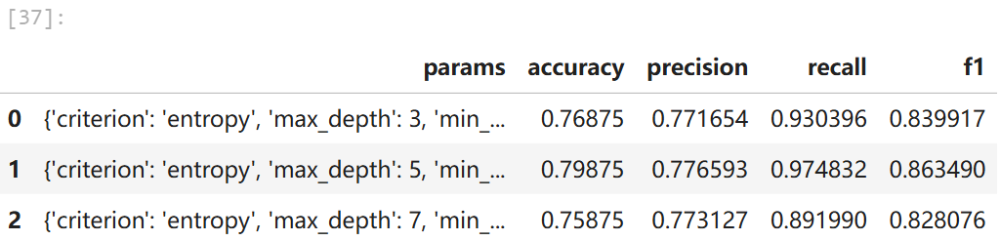 [37]:
params accuracy precision recall f1
0 {'criterion': 'entropy', 'max_depth': 3, 'min_... 0.76875 0.771654 0.930396 0.839917
1 {'criterion': 'entropy', 'max_depth': 5, 'min_... 0.79875 0.776593 0.974832 0.863490
2 {'criterion': 'entropy', 'max_depth': 7, 'min_... 0.75875 0.773127 0.891990 0.828076